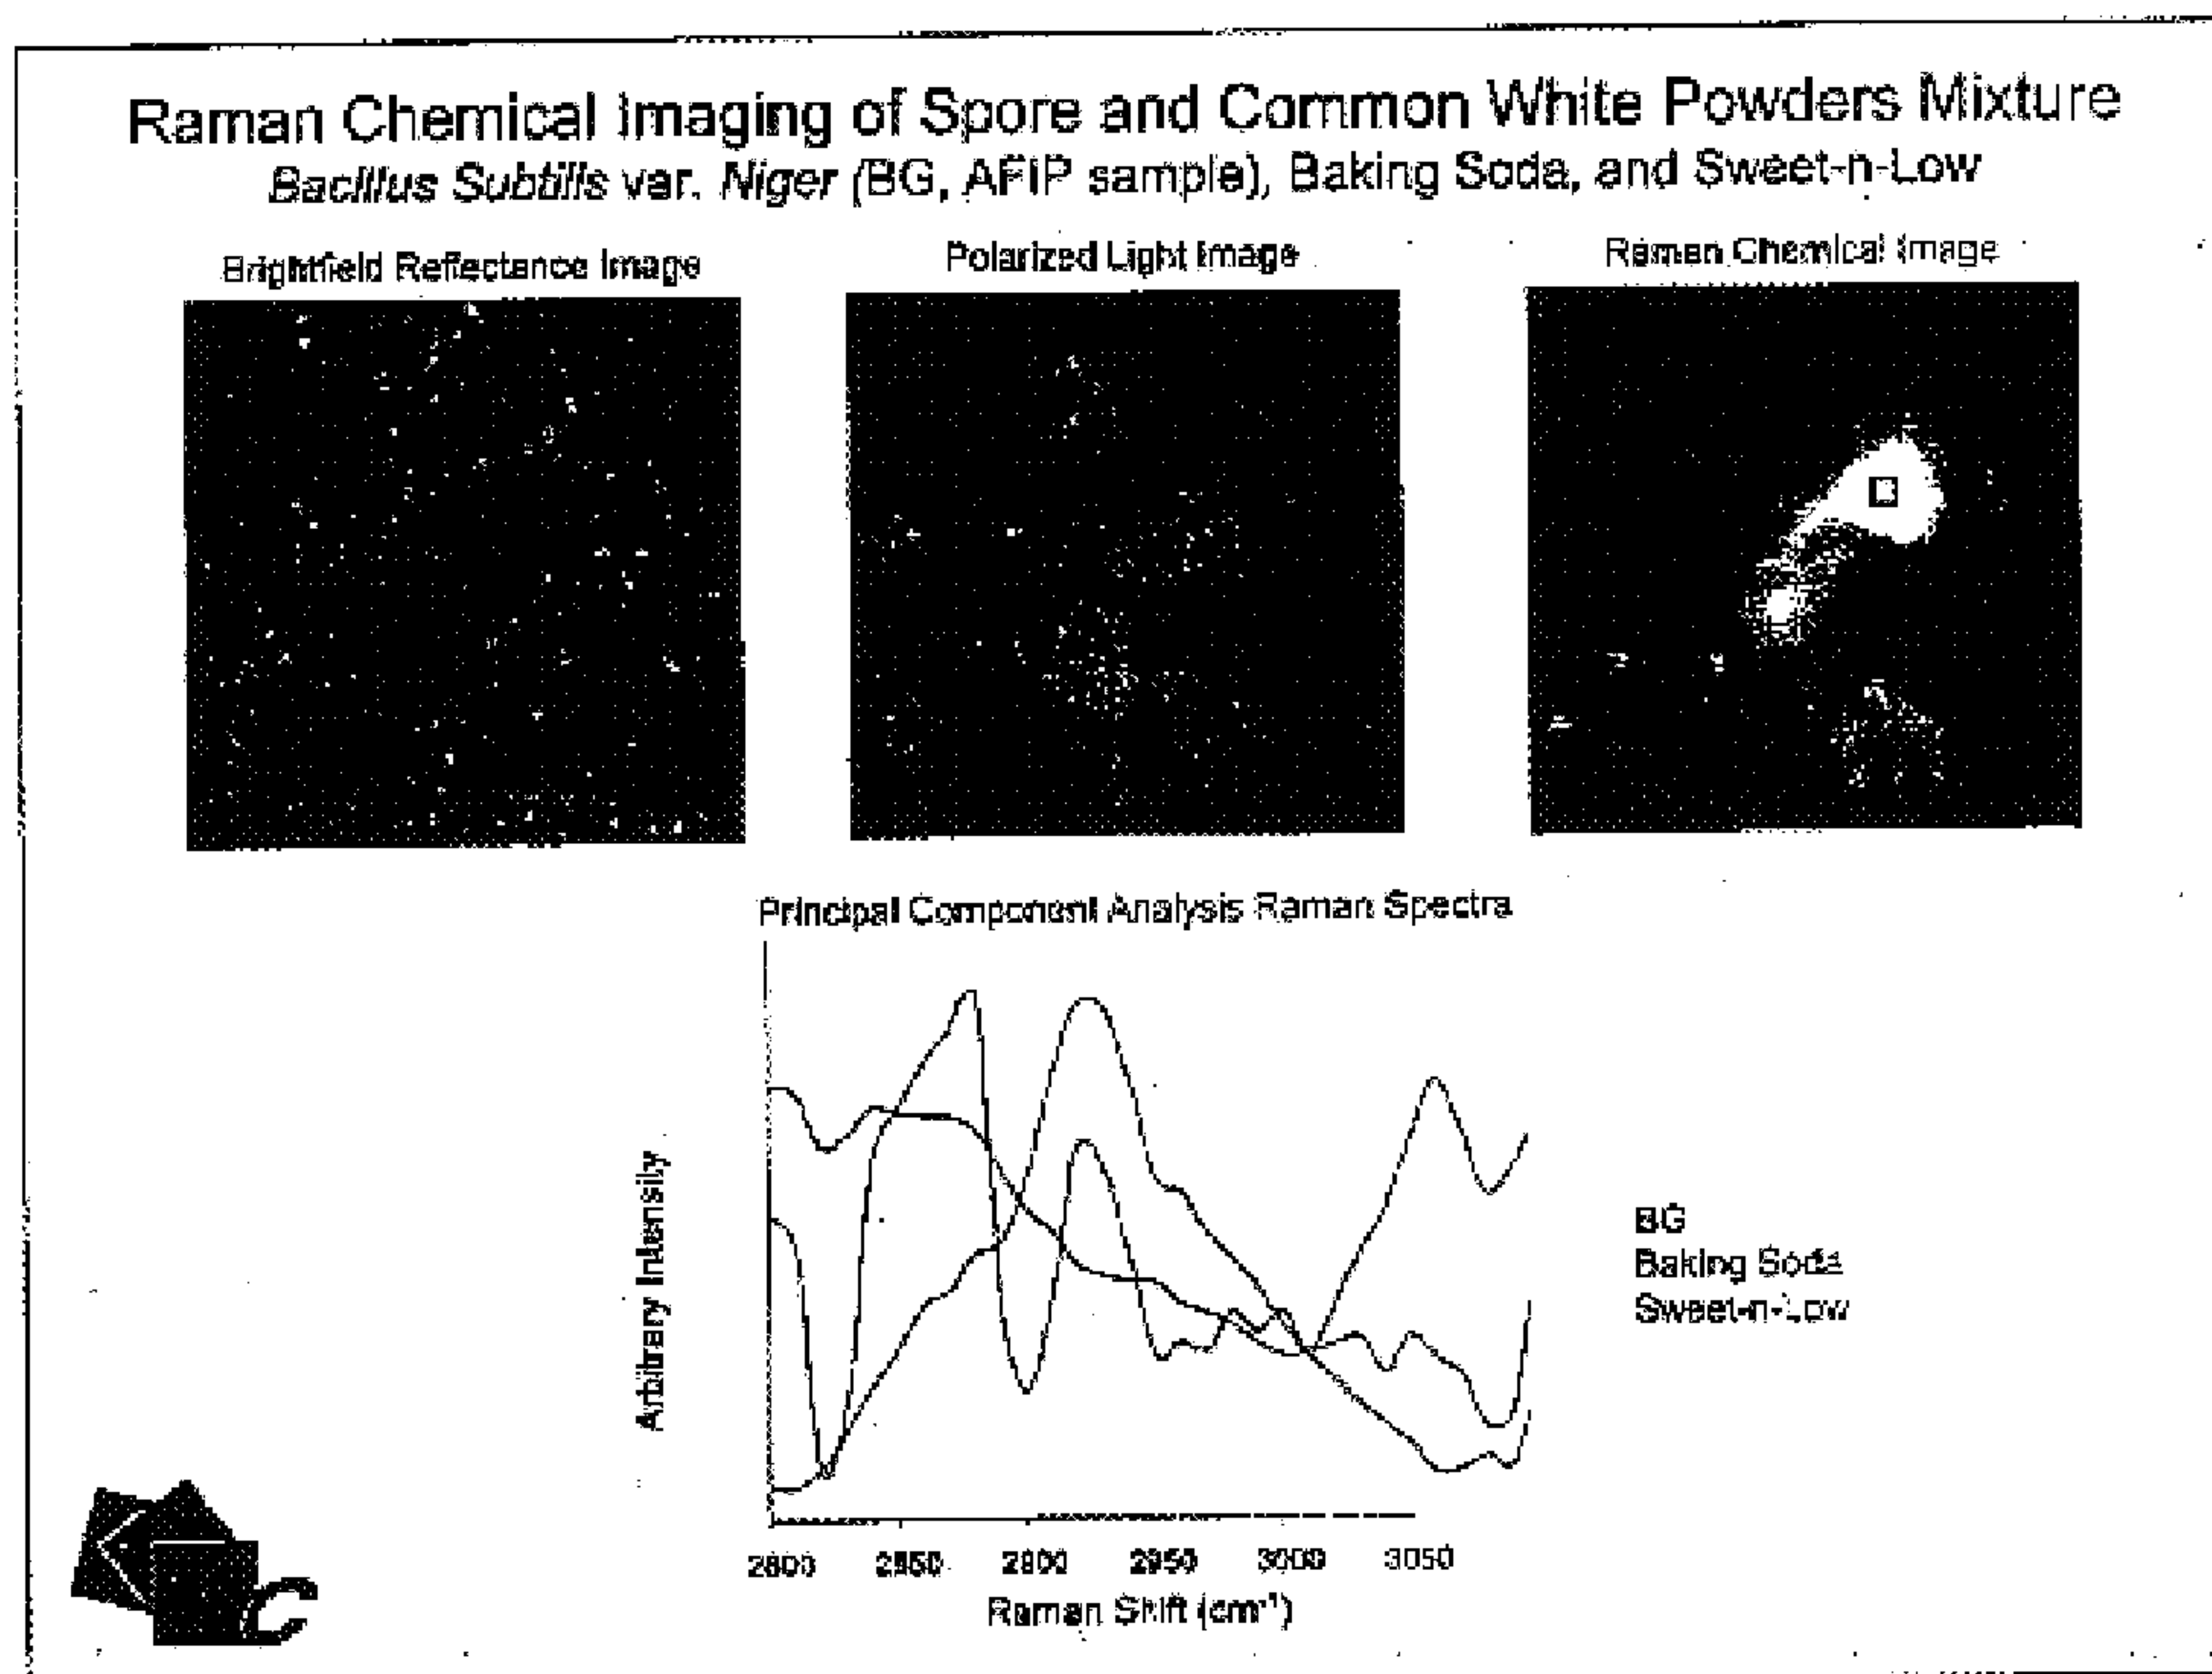 Raman Chemical Imaging of Spore and Common White Powders Mixture
Bacillus Subtilis var. Niger (BG, AFIP sample), Baking Soda, and Sweet-n-Low
Brightfield Reflectance Image
Polarized Light Image
Raman Chemical Image
Principal Component Analysis Raman Spectra
Arbitrary Intensity
BG
Baking Soda
Sweet-n-Low
2800 2850 2900 2950 3000 3050
Raman Shift (cm⁻¹)
C